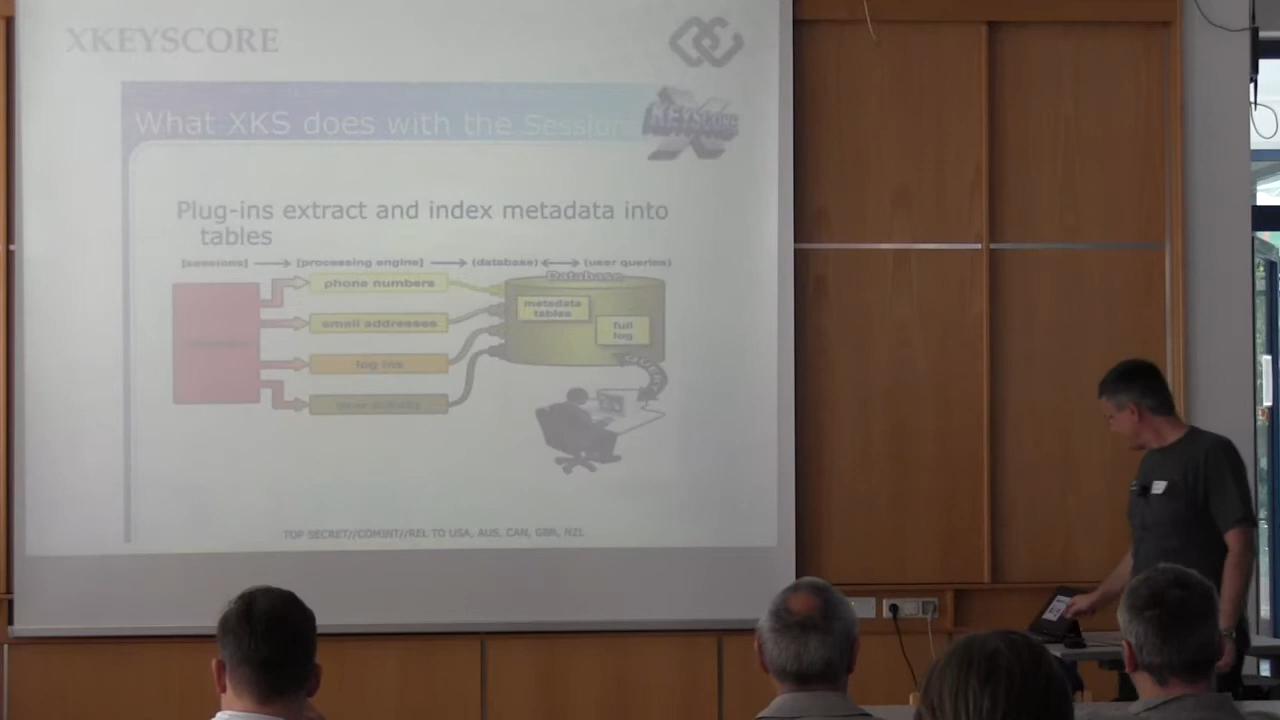 XKEYSCORE
What XKS does with the Session
XKEYSCORE
Plug-ins extract and index metadata into
tables
[sessions] [processing engine] (database) (user queries)
Database
phone numbers
metadata
tables
email addresses
full
log
log ins
TOP SECRET//COMINT//REL TO USA, AUS, CAN, GBR, NZL